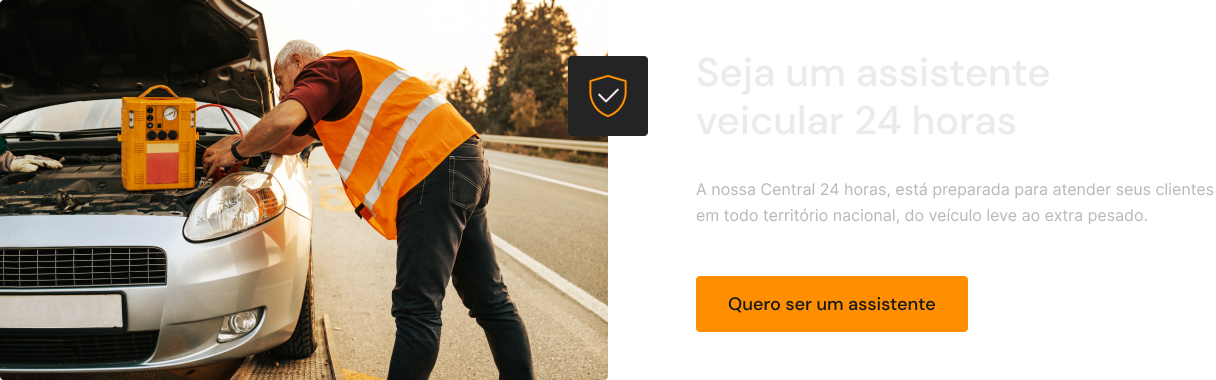 Seja um assistente
veicular 24 horas
A nossa Central 24 horas, está preparada para atender seus clientes
em todo território nacional, do veículo leve ao extra pesado.
Quero ser um assistente